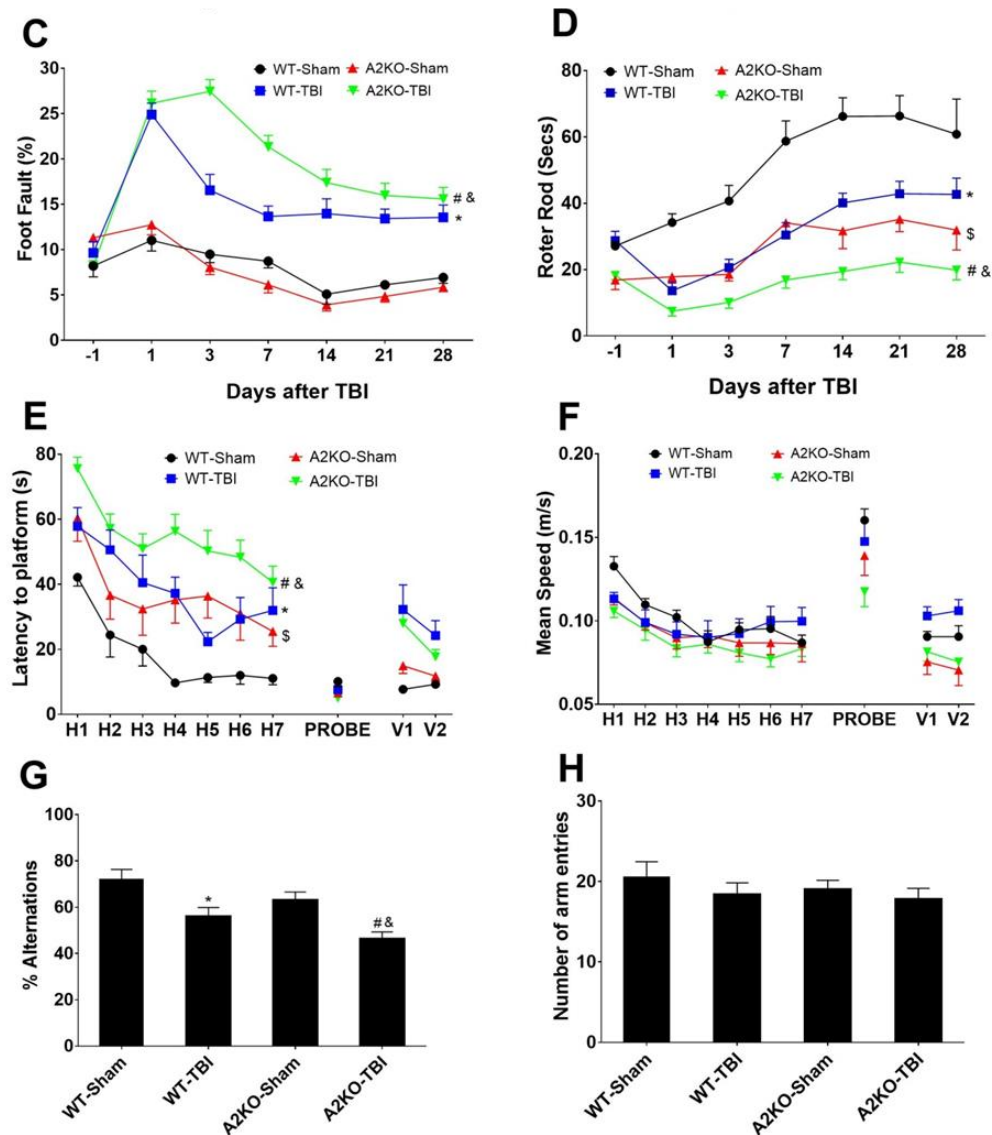 C
WT-Sham A2KO-Sham
WT-TBI A2KO-TBI
30
25
20
15
10
5
0
Foot Fault (%)
# &
*
-1 1 3 7 14 21 28
Days after TBI
D
WT-Sham A2KO-Sham
WT-TBI A2KO-TBI
80
60
40
20
0
Roter Rod (Secs)
*
$
# &
-1 1 3 7 14 21 28
Days after TBI
E
WT-Sham A2KO-Sham
WT-TBI A2KO-TBI
80
60
40
20
0
Latency to platform (s)
# &
*
$
H1 H2 H3 H4 H5 H6 H7 PROBE V1 V2
F
WT-Sham A2KO-Sham
WT-TBI A2KO-TBI
0.20
0.15
0.10
0.05
Mean Speed (m/s)
H1 H2 H3 H4 H5 H6 H7 PROBE V1 V2
G
100
80
60
40
20
0
% Alternations
*
# &
WT-Sham WT-TBI A2KO-Sham A2KO-TBI
H
30
20
10
0
Number of arm entries
WT-Sham WT-TBI A2KO-Sham A2KO-TBI